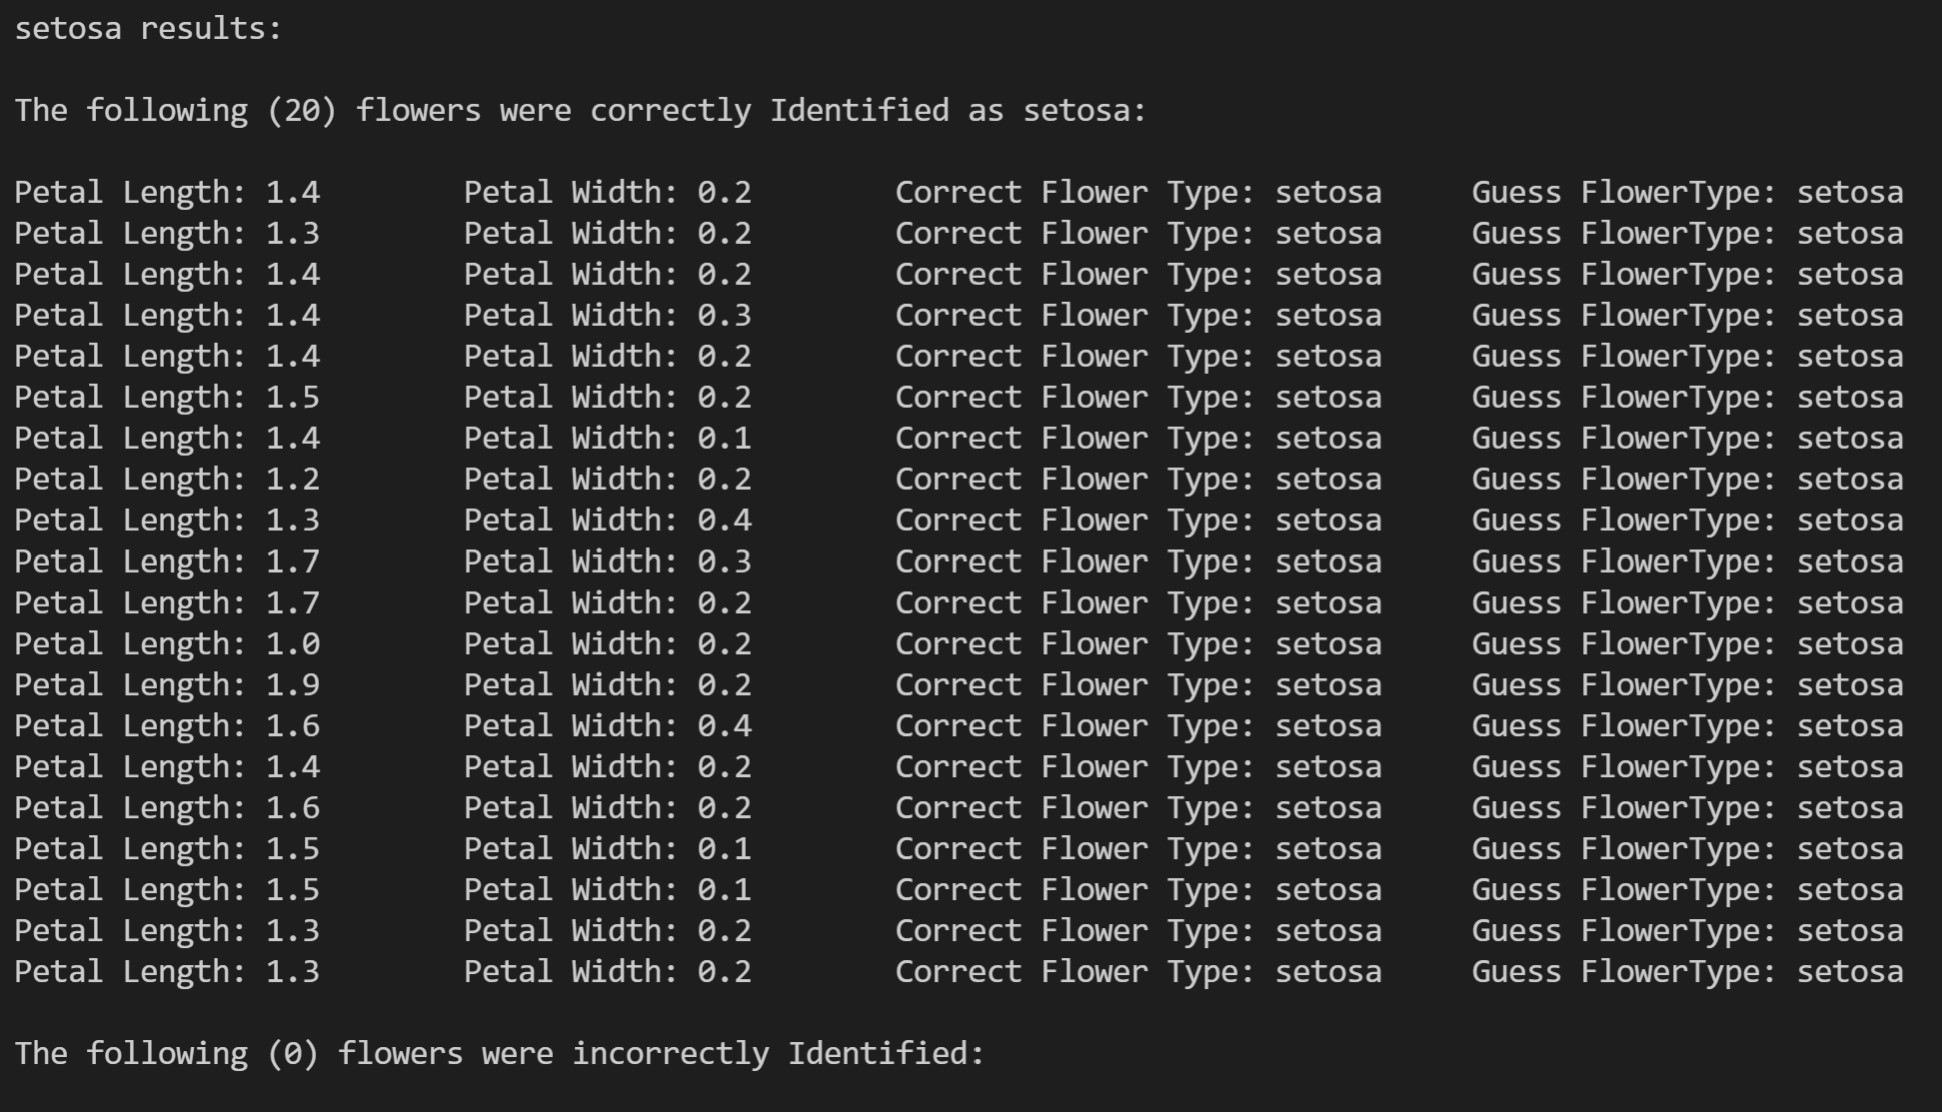 setosa results:
The following (20) flowers were correctly Identified as setosa:
Petal Length: 1.4 Petal Width: 0.2 Correct Flower Type: setosa Guess FlowerType: setosa
Petal Length: 1.3 Petal Width: 0.2 Correct Flower Type: setosa Guess FlowerType: setosa
Petal Length: 1.4 Petal Width: 0.2 Correct Flower Type: setosa Guess FlowerType: setosa
Petal Length: 1.4 Petal Width: 0.3 Correct Flower Type: setosa Guess FlowerType: setosa
Petal Length: 1.4 Petal Width: 0.2 Correct Flower Type: setosa Guess FlowerType: setosa
Petal Length: 1.5 Petal Width: 0.2 Correct Flower Type: setosa Guess FlowerType: setosa
Petal Length: 1.4 Petal Width: 0.1 Correct Flower Type: setosa Guess FlowerType: setosa
Petal Length: 1.2 Petal Width: 0.2 Correct Flower Type: setosa Guess FlowerType: setosa
Petal Length: 1.3 Petal Width: 0.4 Correct Flower Type: setosa Guess FlowerType: setosa
Petal Length: 1.7 Petal Width: 0.3 Correct Flower Type: setosa Guess FlowerType: setosa
Petal Length: 1.7 Petal Width: 0.2 Correct Flower Type: setosa Guess FlowerType: setosa
Petal Length: 1.0 Petal Width: 0.2 Correct Flower Type: setosa Guess FlowerType: setosa
Petal Length: 1.9 Petal Width: 0.2 Correct Flower Type: setosa Guess FlowerType: setosa
Petal Length: 1.6 Petal Width: 0.4 Correct Flower Type: setosa Guess FlowerType: setosa
Petal Length: 1.4 Petal Width: 0.2 Correct Flower Type: setosa Guess FlowerType: setosa
Petal Length: 1.6 Petal Width: 0.2 Correct Flower Type: setosa Guess FlowerType: setosa
Petal Length: 1.5 Petal Width: 0.1 Correct Flower Type: setosa Guess FlowerType: setosa
Petal Length: 1.5 Petal Width: 0.1 Correct Flower Type: setosa Guess FlowerType: setosa
Petal Length: 1.3 Petal Width: 0.2 Correct Flower Type: setosa Guess FlowerType: setosa
Petal Length: 1.3 Petal Width: 0.2 Correct Flower Type: setosa Guess FlowerType: setosa
The following (0) flowers were incorrectly Identified: